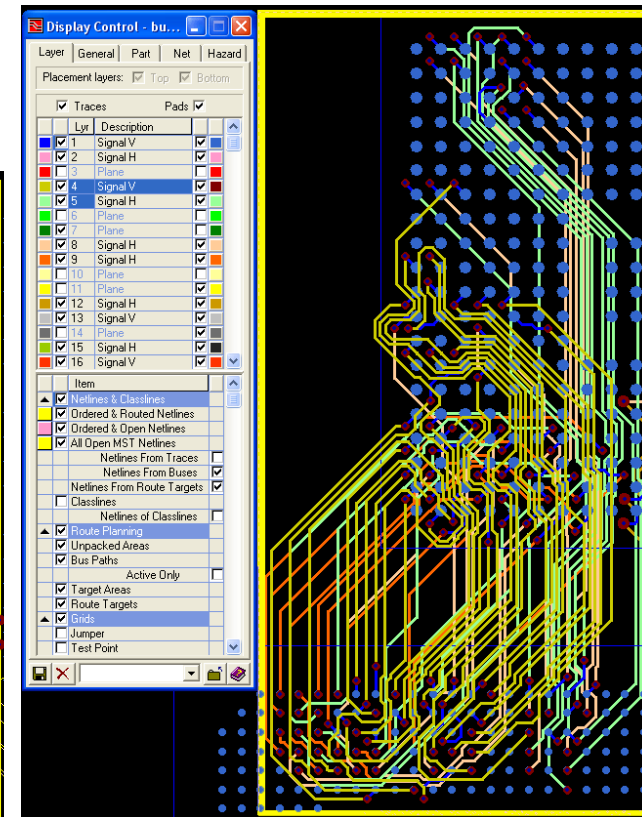 Display Control - bu...
Layer General Part Net Hazard
Placement layers: Top Bottom
Traces Pads
Lyr Description
1 Signal V
2 Signal H
3 Plane
4 Signal V
5 Signal H
6 Plane
7 Plane
8 Signal H
9 Signal H
10 Plane
11 Plane
12 Signal H
13 Signal V
14 Plane
15 Signal H
16 Signal V
Item
Netlines & Classlines
Ordered & Routed Netlines
Ordered & Open Netlines
All Open MST Netlines
Netlines From Traces
Netlines From Buses
Netlines From Route Targets
Classlines
Netlines of Classlines
Route Planning
Unpacked Areas
Bus Paths
Active Only
Target Areas
Route Targets
Grids
Jumper
Test Point